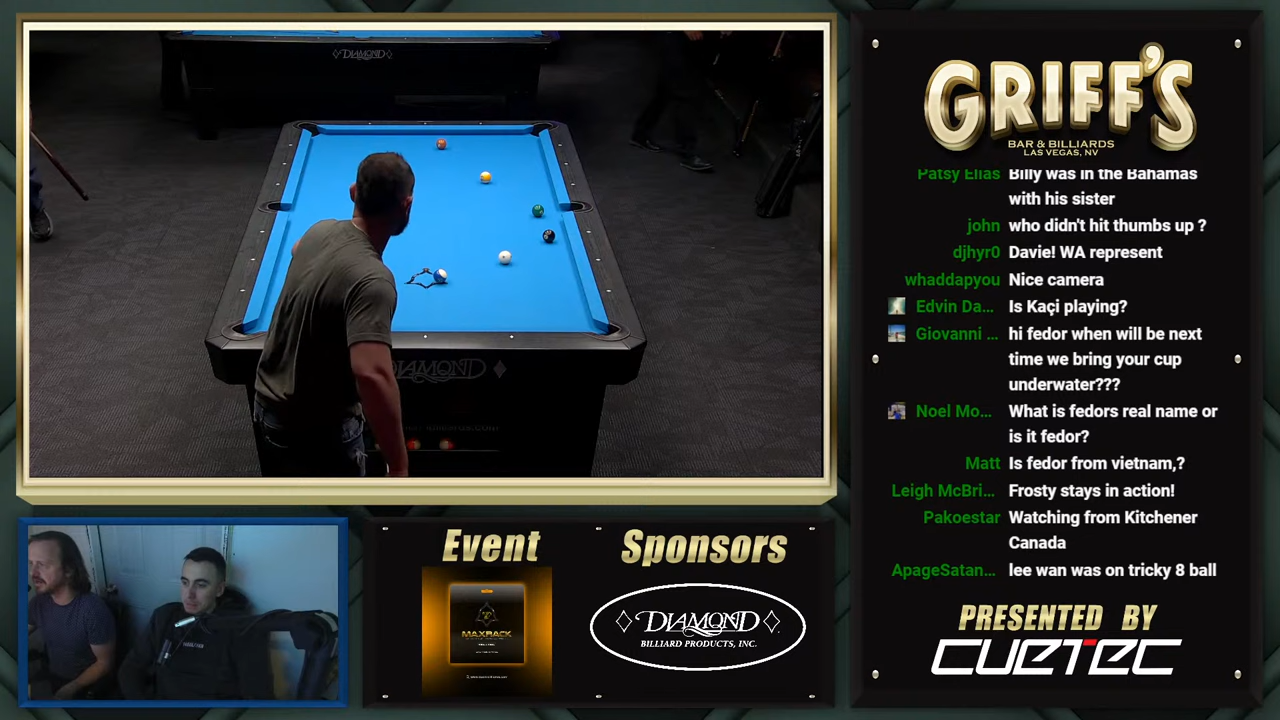 DIAMOND
DIAMOND
GRIFF'S
BAR & BILLIARDS
LAS VEGAS, NV
Patsy Elias Billy was in the Bahamas
with his sister
john who didn't hit thumbs up ?
djhyr0 Davie! WA represent
whaddapyou Nice camera
Edvin Da... Is Kaçi playing?
Giovanni ... hi fedor when will be next
time we bring your cup
underwater???
Noel Mo... What is fedors real name or
is it fedor?
Matt Is fedor from vietnam,?
Leigh McBri... Frosty stays in action!
Pakoestar Watching from Kitchener
Canada
ApageSatan... lee wan was on tricky 8 ball
PRESENTED BY
CUETEC
Event Sponsors
MAXRACK
DIAMOND
BILLIARD PRODUCTS, INC.